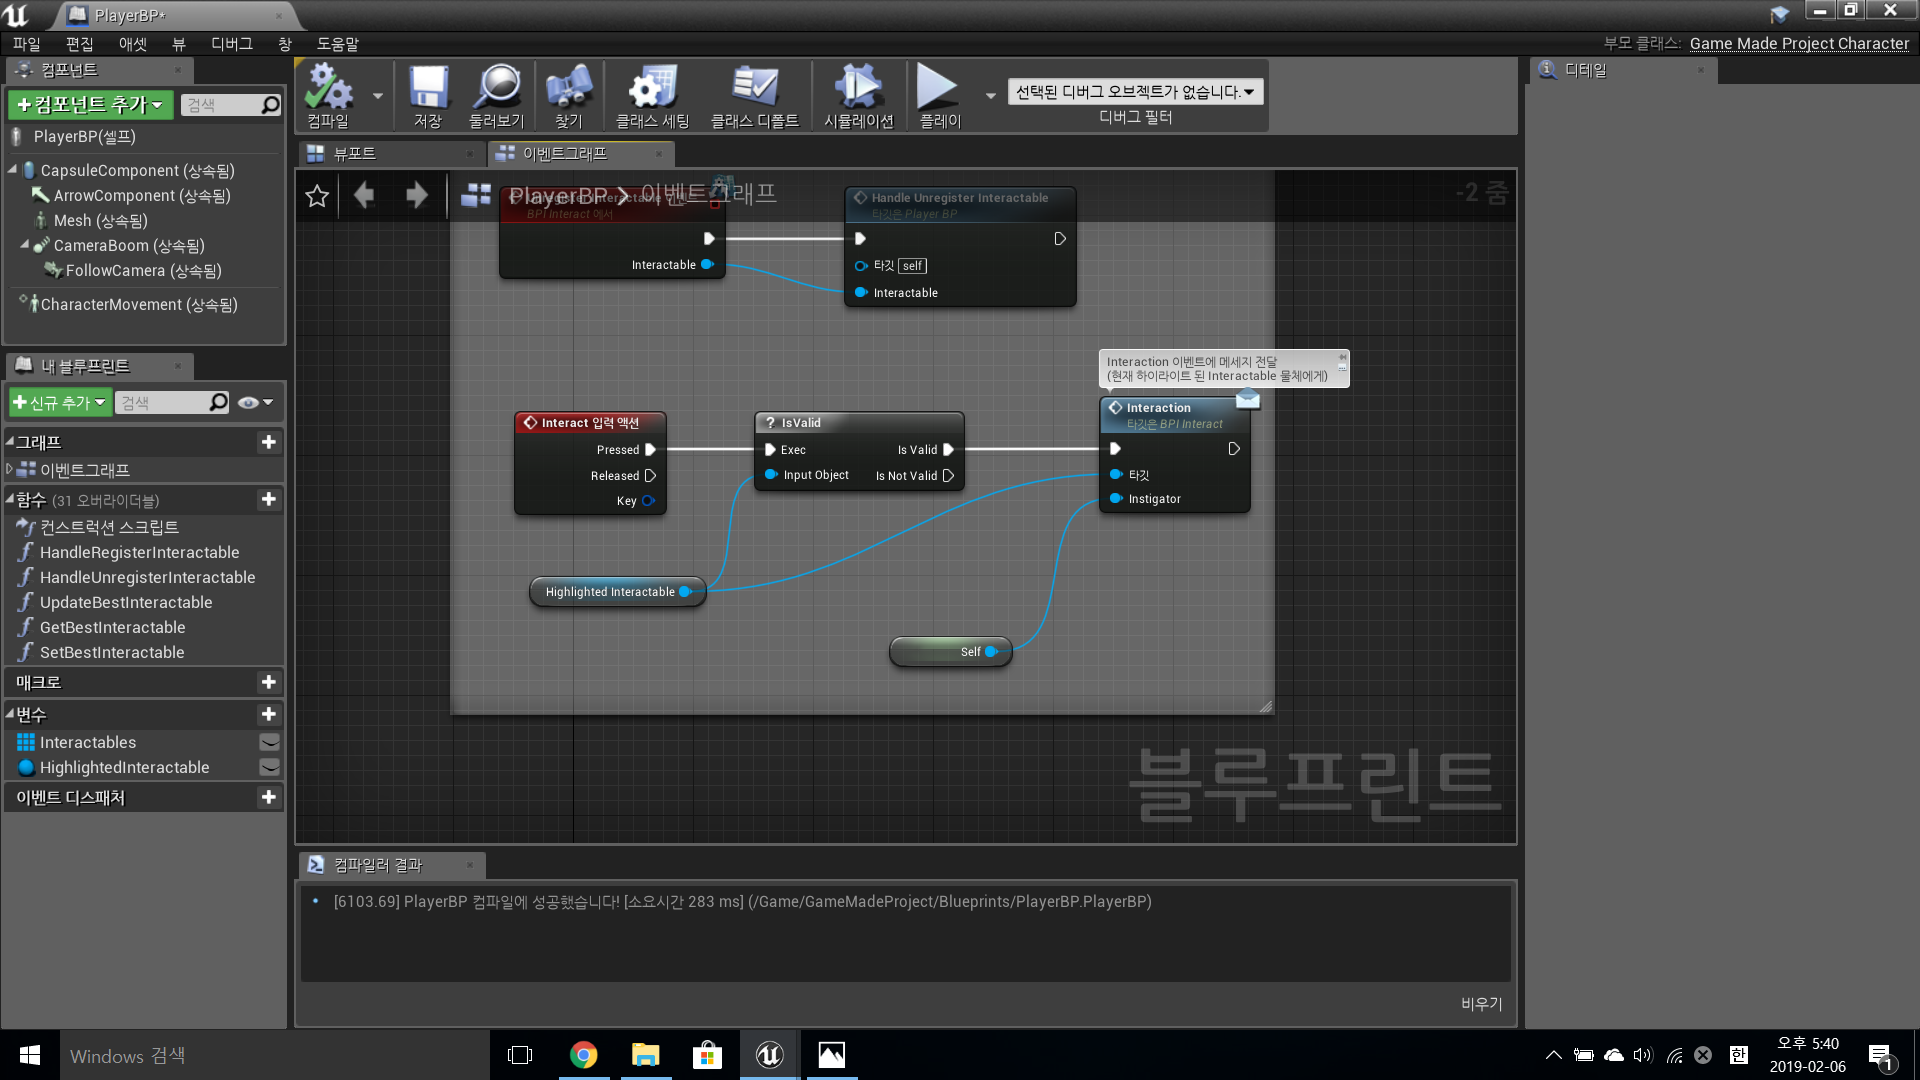 PlayerBP*
파일 편집 애셋 뷰 디버그 창 도움말
부모 클래스: Game Made Project Character
컴포넌트
컴포넌트 추가
검색
PlayerBP(셀프)
CapsuleComponent (상속됨)
ArrowComponent (상속됨)
Mesh (상속됨)
CameraBoom (상속됨)
FollowCamera (상속됨)
CharacterMovement (상속됨)
내 블루프린트
신규 추가
검색
그래프
이벤트그래프
함수 (31 오버라이더블)
컨스트럭션 스크립트
HandleRegisterInteractable
HandleUnregisterInteractable
UpdateBestInteractable
GetBestInteractable
SetBestInteractable
매크로
변수
Interactables
HighlightedInteractable
이벤트 디스패처
컴파일 저장 둘러보기 찾기 클래스 세팅 클래스 디폴트 시뮬레이션 플레이
선택된 디버그 오브젝트가 없습니다.
디버그 필터
뷰포트
이벤트그래프
PlayerBP > 이벤트그래프
-2 줌
Unregister Interactable 이벤트
BPI Interact 에서
Interactable
Handle Unregister Interactable
타깃은 Player BP
타깃 self
Interactable
Interaction 이벤트에 메세지 전달
(현재 하이라이트 된 Interactable 물체에게)
Interact 입력 액션
Pressed
Released
Key
? IsValid
Exec Is Valid
Input Object Is Not Valid
Interaction
타깃은 BPI Interact
타깃
Instigator
Highlighted Interactable
Self
블루프린트
컴파일러 결과
[6103.69] PlayerBP 컴파일에 성공했습니다! [소요시간 283 ms] (/Game/GameMadeProject/Blueprints/PlayerBP.PlayerBP)
비우기
디테일
Windows 검색
한
오후 5:40
2019-02-06
1